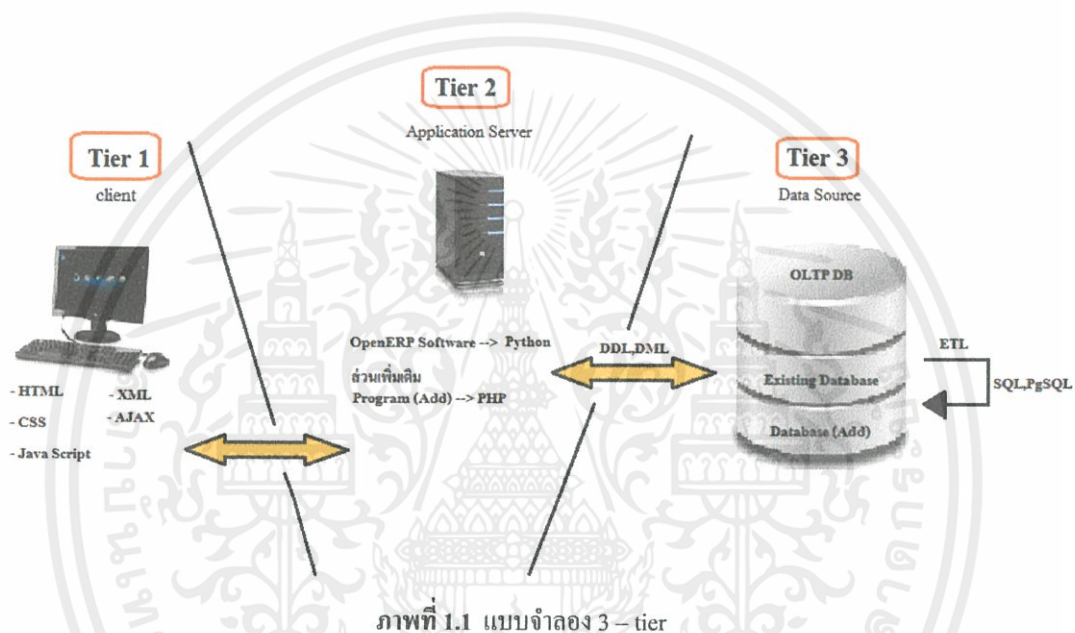 Tier 1
client
- HTML
- XML
- CSS
- AJAX
- Java Script
Tier 2
Application Server
OpenERP Software --> Python
ส่วนเพิ่มเติม
Program (Add) --> PHP
DDL,DML
Tier 3
Data Source
OLTP DB
Existing Database
Database (Add)
ETL
SQL,PgSQL
ภาพที่ 1.1 แบบจำลอง 3 – tier